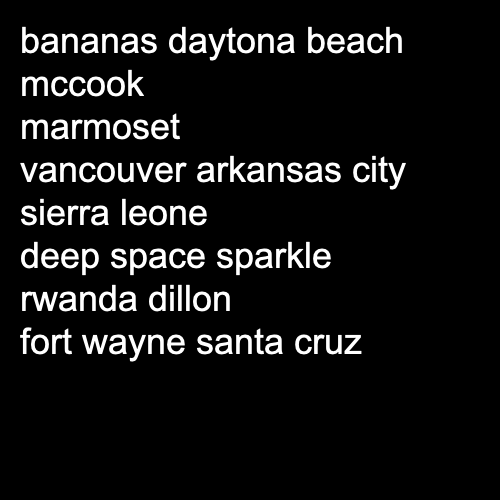 bananas daytona beach
mccook
marmoset
vancouver arkansas city
sierra leone
deep space sparkle
rwanda dillon
fort wayne santa cruz